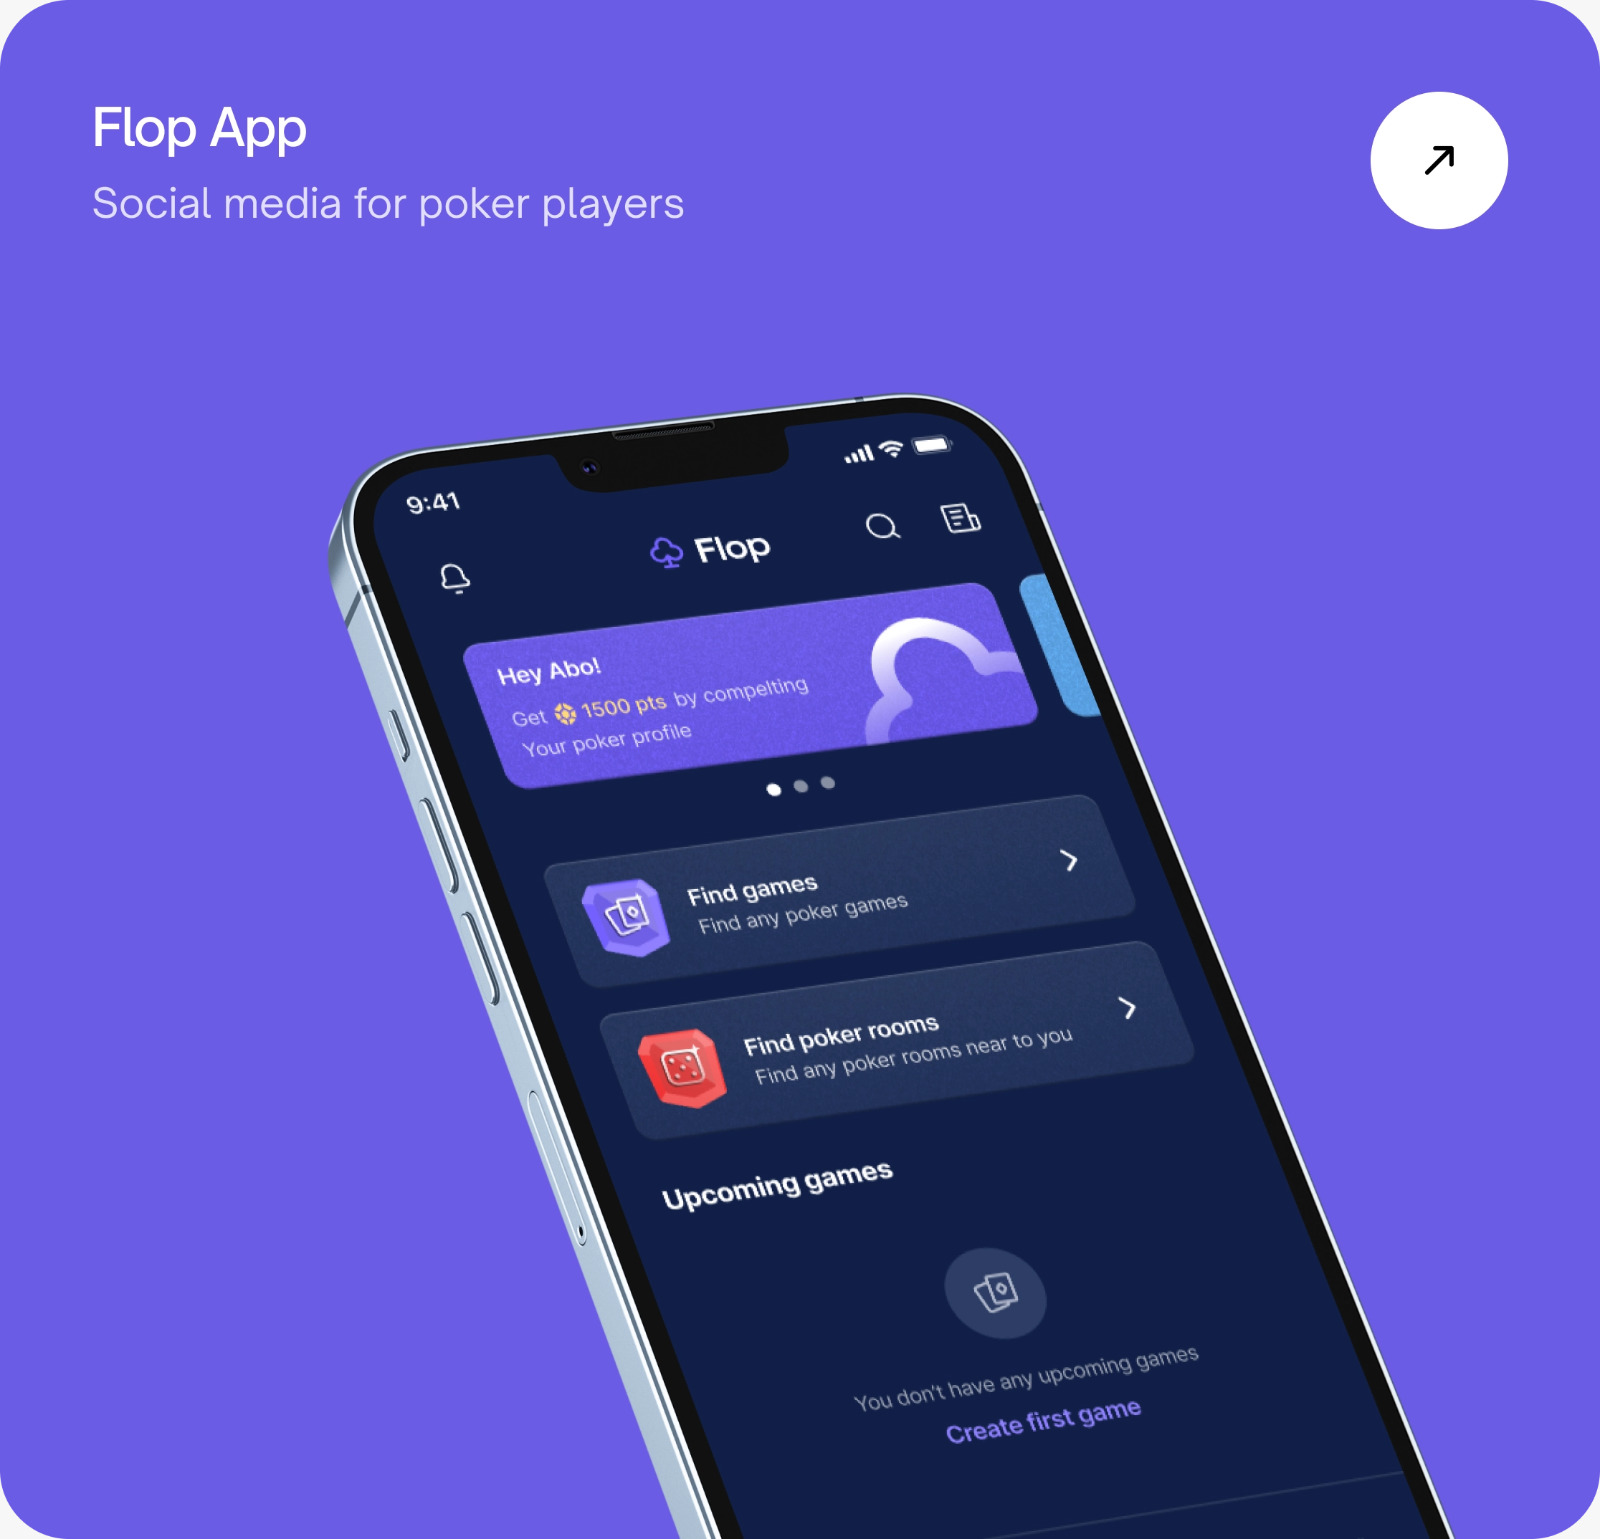 Flop App
Social media for poker players
9:41
Flop
Hey Abo!
Get 1500 pts by compelting
Your poker profile
Find games
Find any poker games
Find poker rooms
Find any poker rooms near to you
Upcoming games
You don't have any upcoming games
Create first game